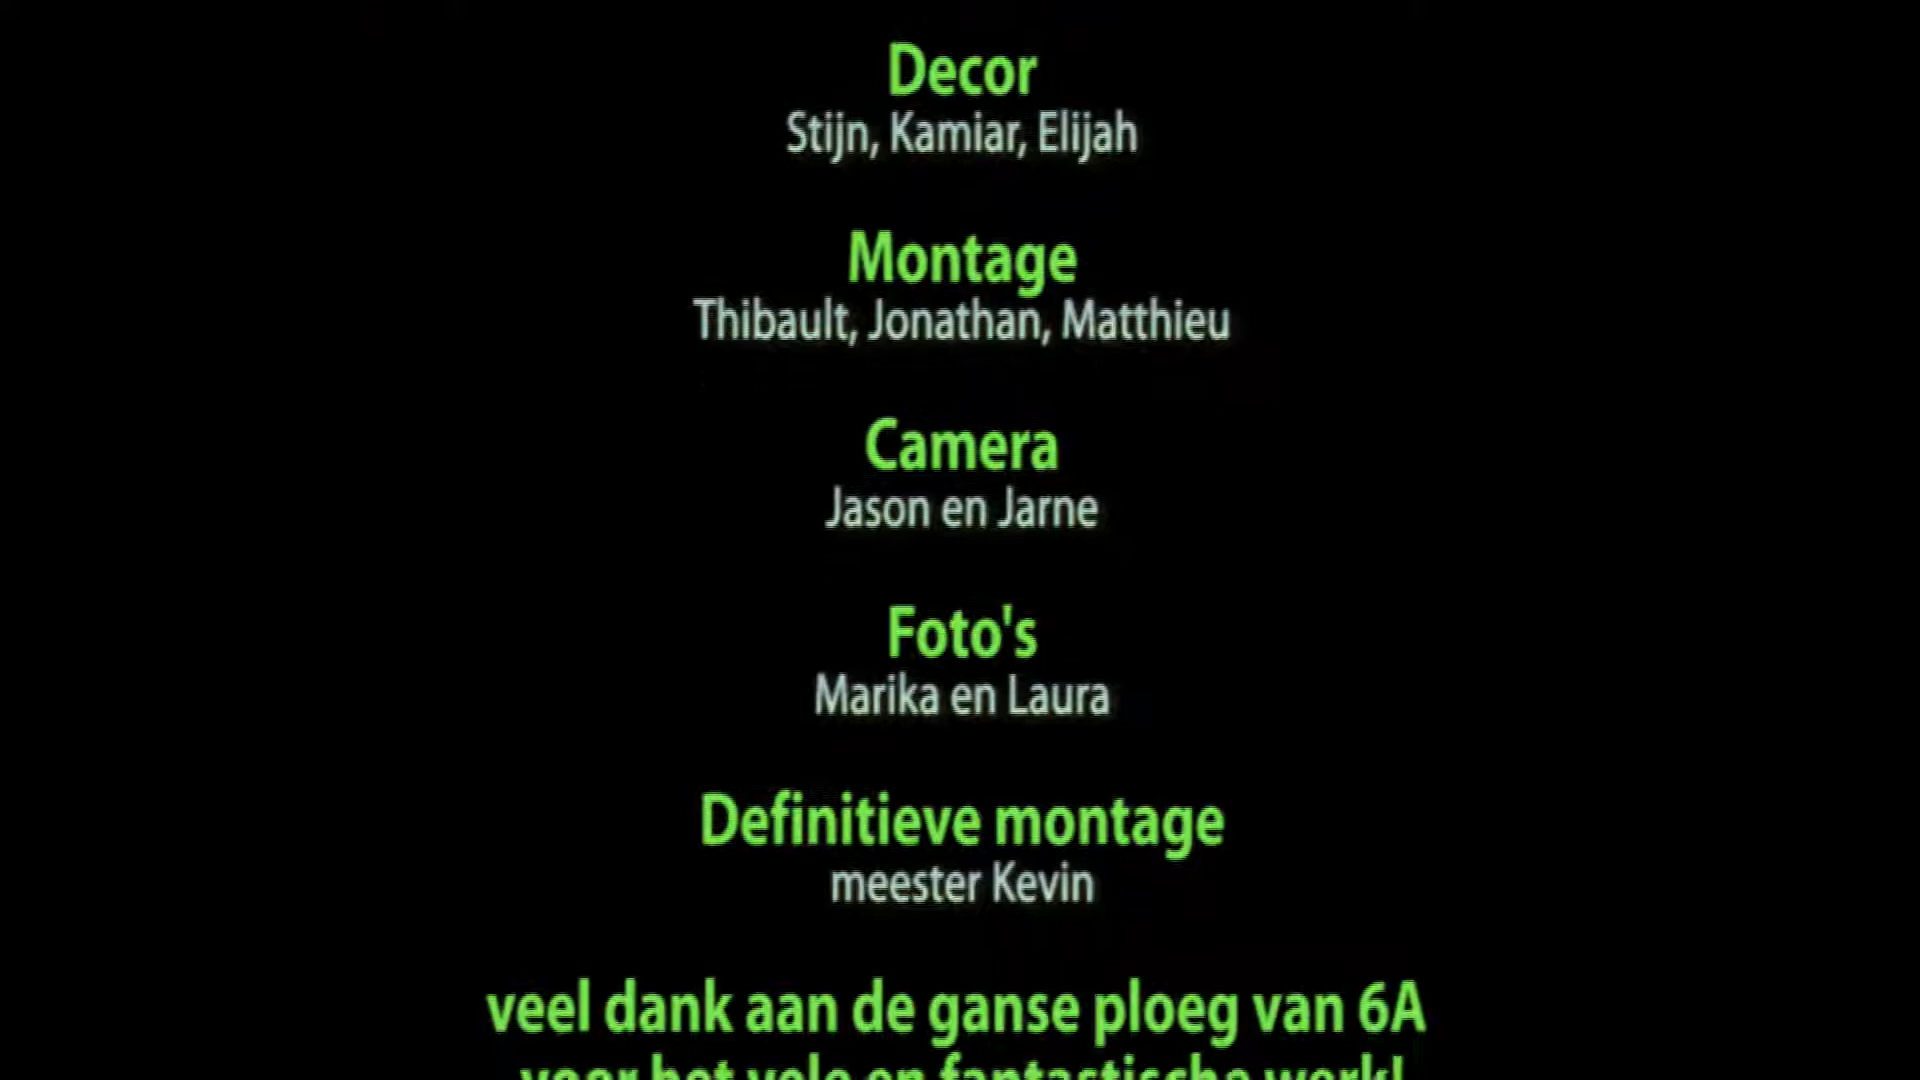 Decor
Stijn, Kamiar, Elijah
Montage
Thibault, Jonathan, Matthieu
Camera
Jason en Jarne
Foto's
Marika en Laura
Definitieve montage
meester Kevin
veel dank aan de ganse ploeg van 6A
voor het vele en fantastische werk!